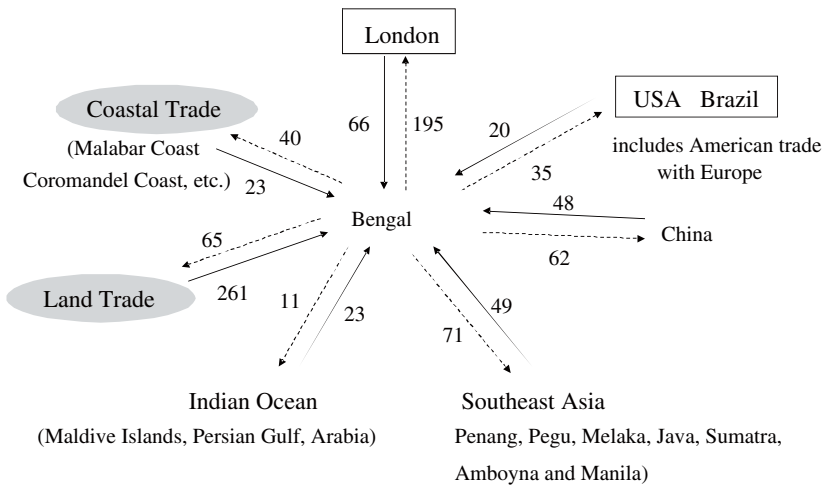 London
Coastal Trade
USA Brazil
66
195
20
40
(Malabar Coast
includes American trade
Coromandel Coast, etc.)
with Europe
23
35
48
Bengal
China
65
62
Land Trade
261
11
23
49
71
Indian Ocean
Southeast Asia
(Maldive Islands, Persian Gulf, Arabia)
Penang, Pegu, Melaka, Java, Sumatra,
Amboyna and Manila)